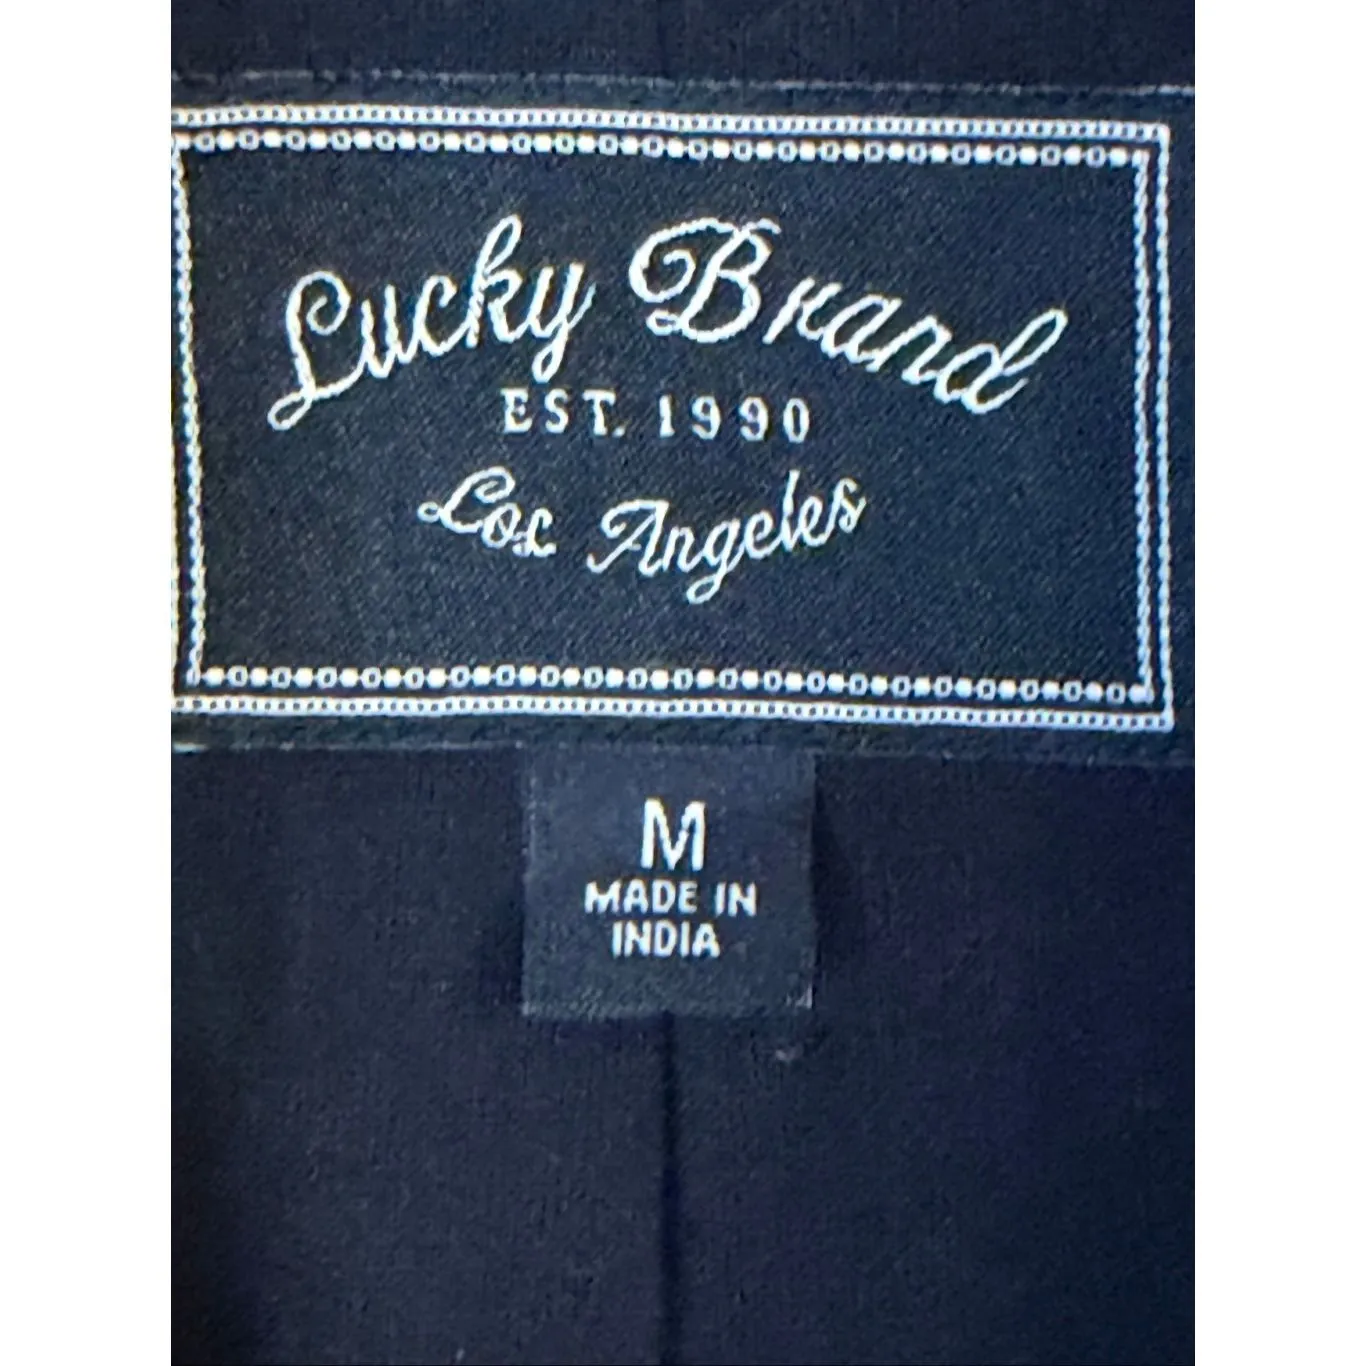 Lucky Brand
EST. 1990
Los Angeles
M
MADE IN
INDIA